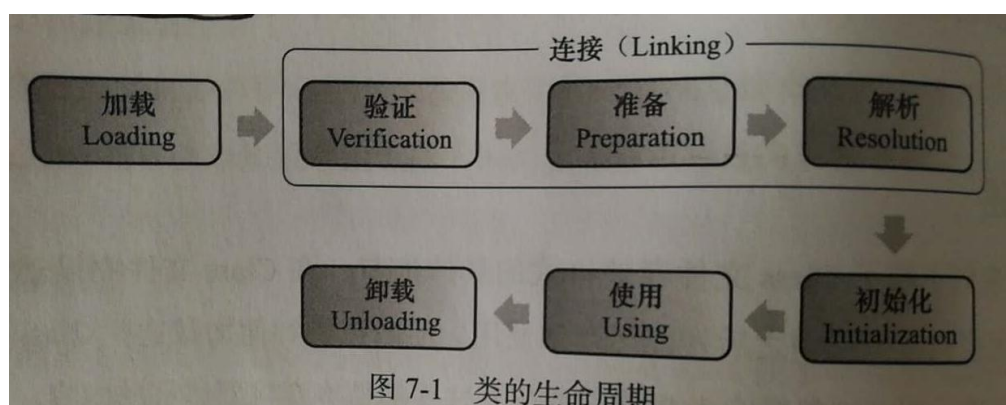 连接（Linking）
加载
Loading
验证
Verification
准备
Preparation
解析
Resolution
初始化
Initialization
使用
Using
卸载
Unloading
图 7-1 类的生命周期